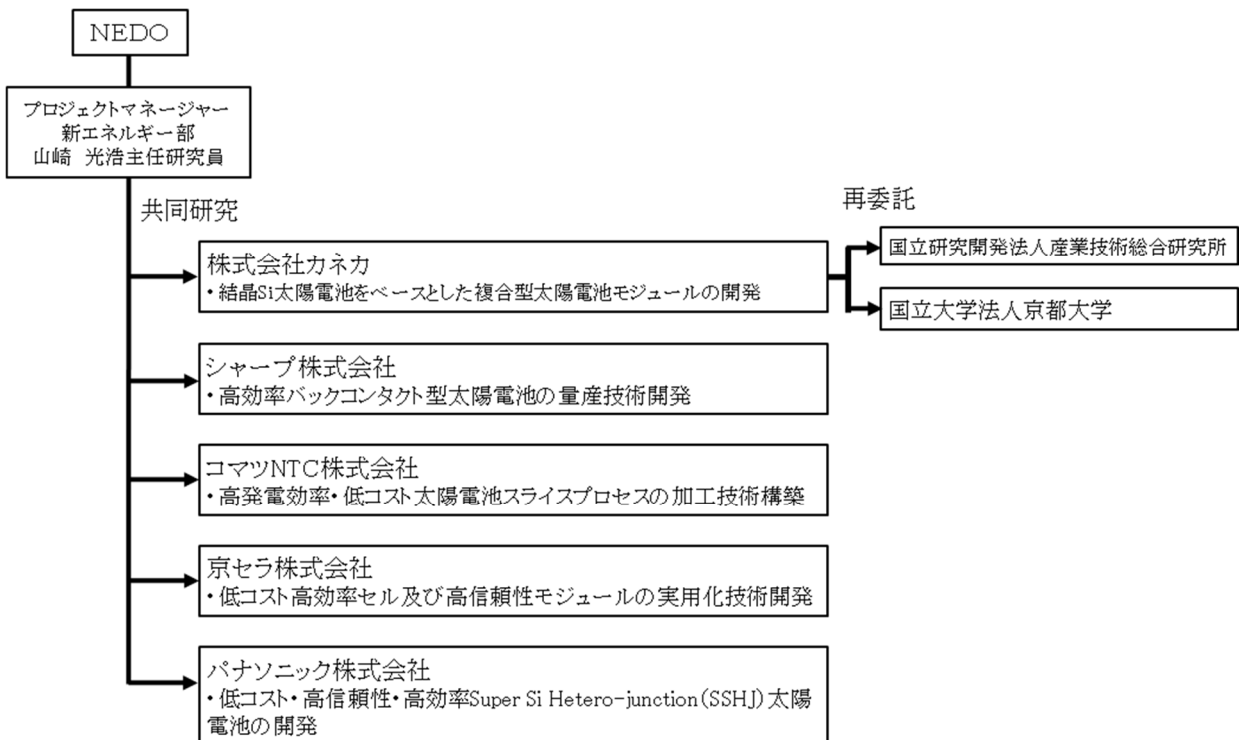 NEDO
プロジェクトマネージャー
新エネルギー部
山崎　光浩主任研究員
共同研究
再委託
株式会社カネカ
・結晶Si太陽電池をベースとした複合型太陽電池モジュールの開発
国立研究開発法人産業技術総合研究所
国立大学法人京都大学
シャープ株式会社
・高効率バックコンタクト型太陽電池の量産技術開発
コマツNTC株式会社
・高発電効率・低コスト太陽電池スライスプロセスの加工技術構築
京セラ株式会社
・低コスト高効率セル及び高信頼性モジュールの実用化技術開発
パナソニック株式会社
・低コスト・高信頼性・高効率Super Si Hetero-junction(SSHJ)太陽
電池の開発